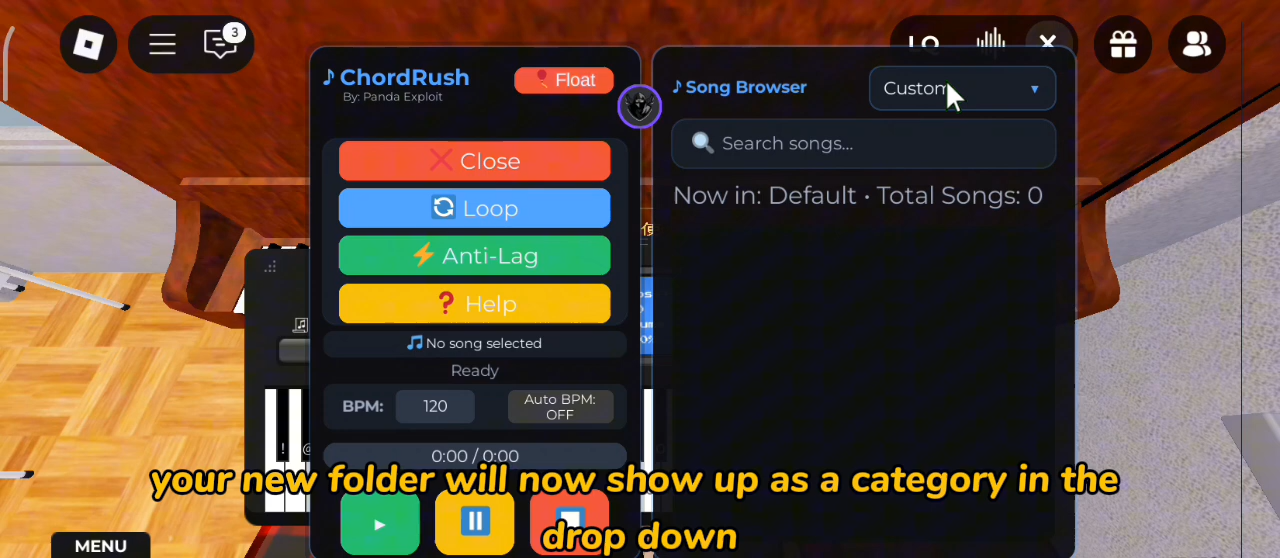 3
ChordRush
By: Panda Exploit
Float
Close
Loop
Anti-Lag
Help
No song selected
Ready
BPM:
120
Auto BPM:
OFF
0:00 / 0:00
Song Browser
Custom
Search songs...
Now in: Default • Total Songs: 0
your new folder will now show up as a category in the
drop down
MENU